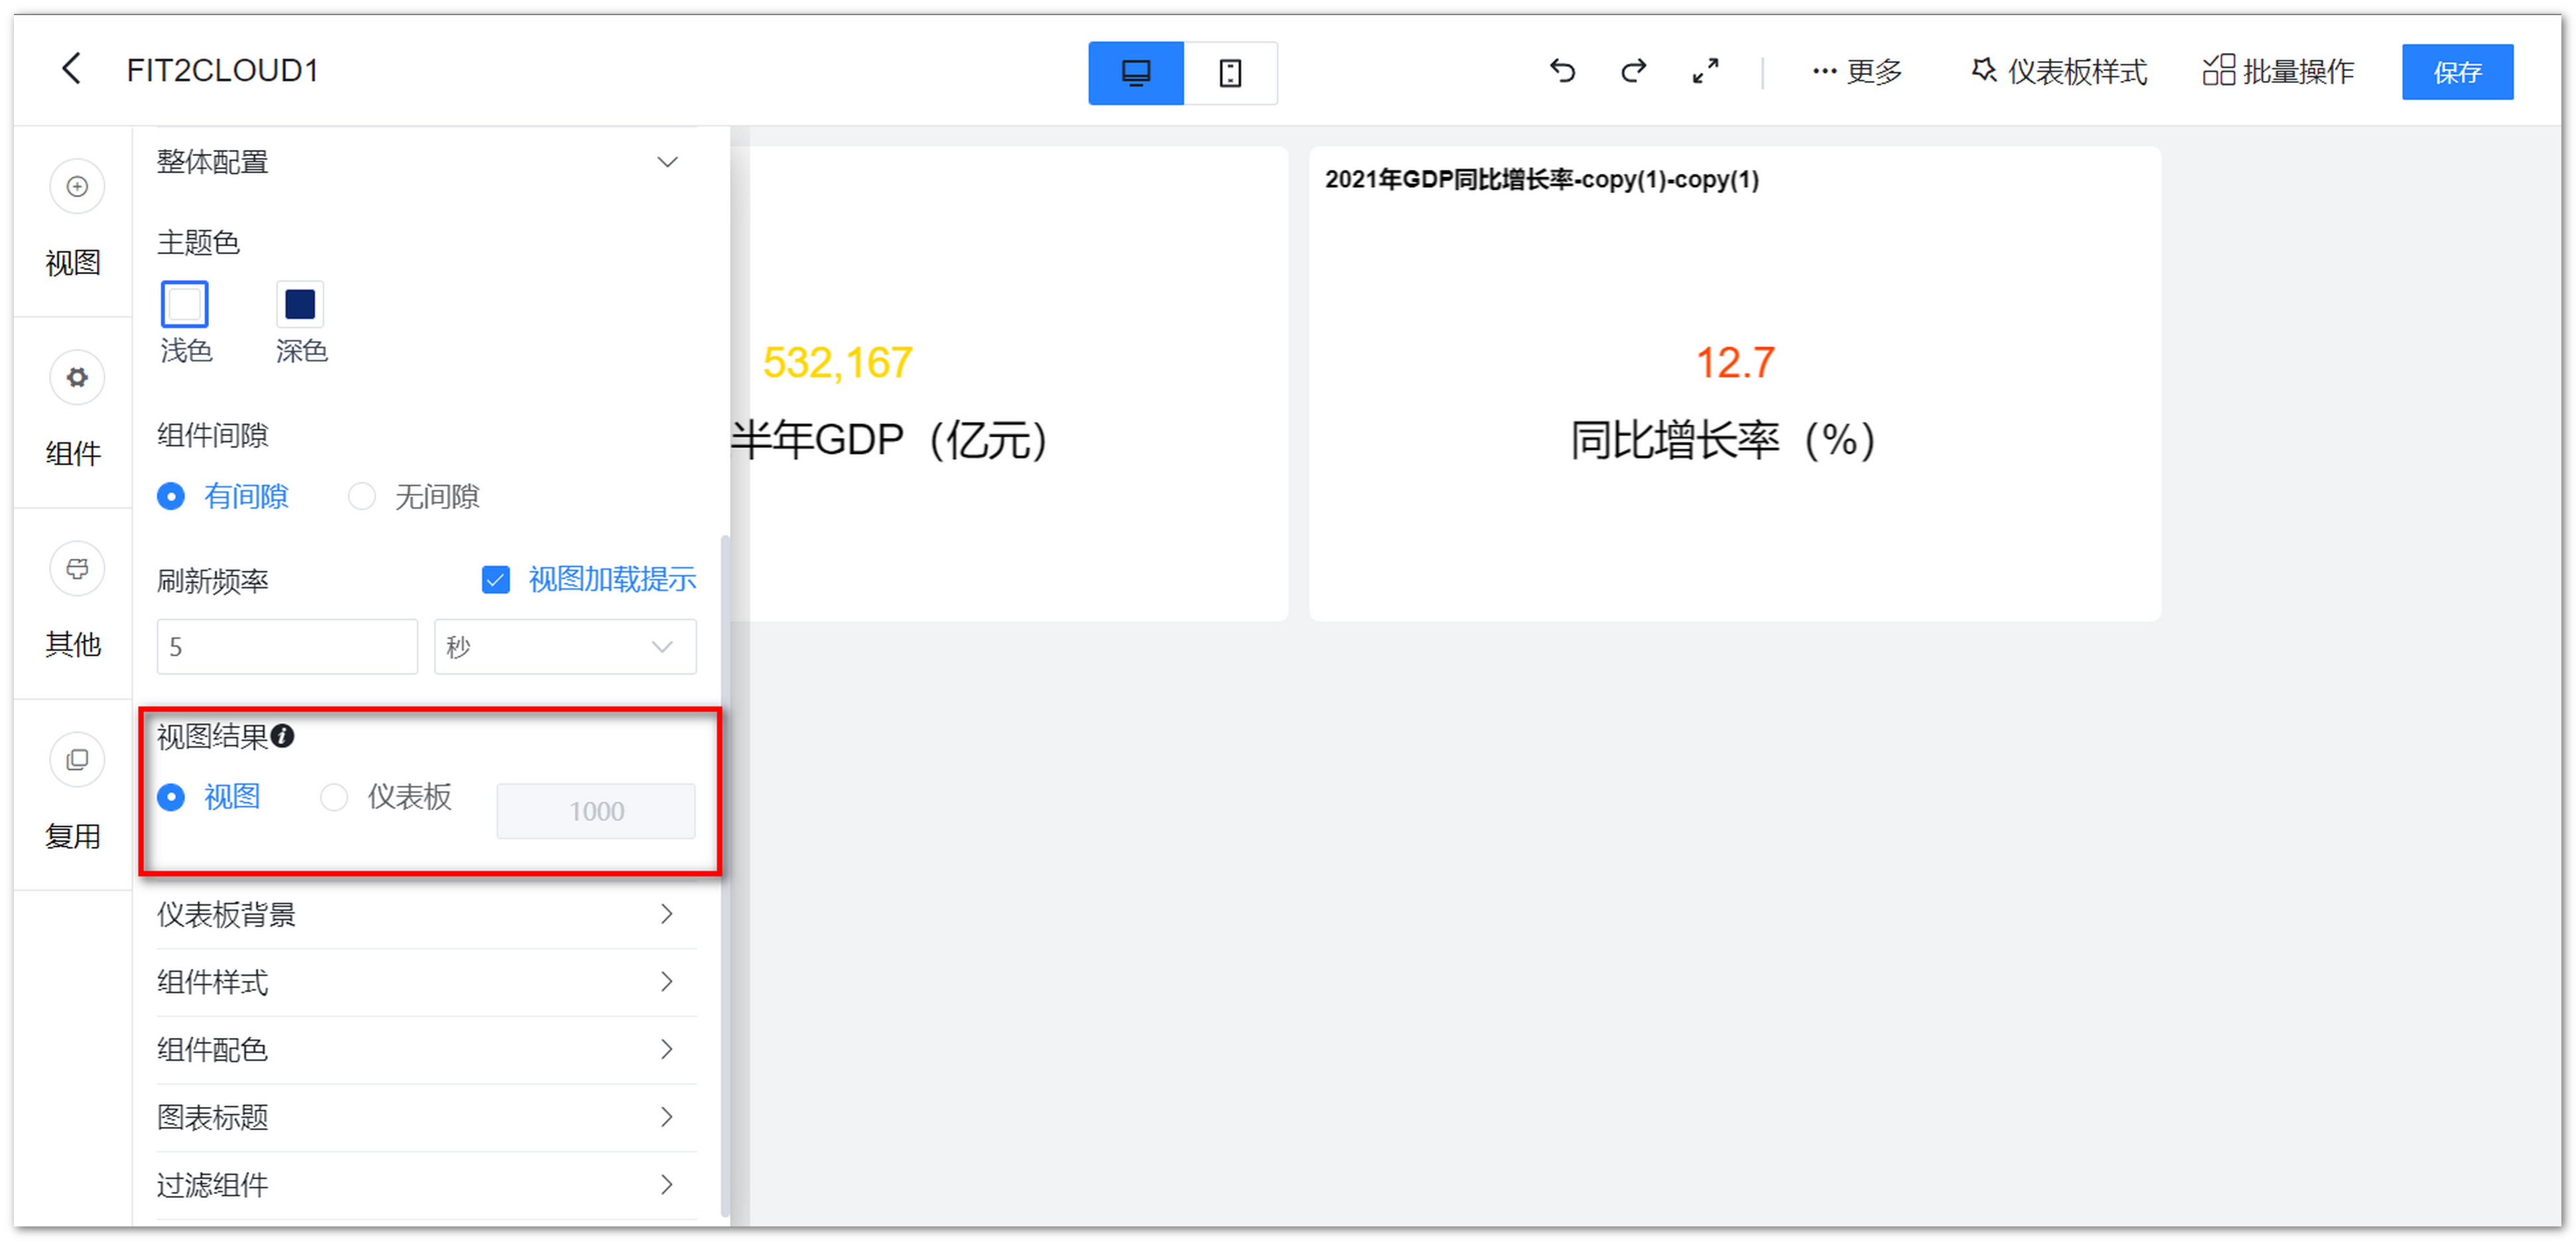 FIT2CLOUD1
更多
仪表板样式
批量操作
保存
视图
组件
其他
复用
整体配置
主题色
浅色 深色
组件间隙
有间隙 无间隙
刷新频率 视图加载提示
5 秒
视图结果
视图 仪表板 1000
仪表板背景
组件样式
组件配色
图表标题
过滤组件
532,167
半年GDP（亿元）
2021年GDP同比增长率-copy(1)-copy(1)
12.7
同比增长率（%）